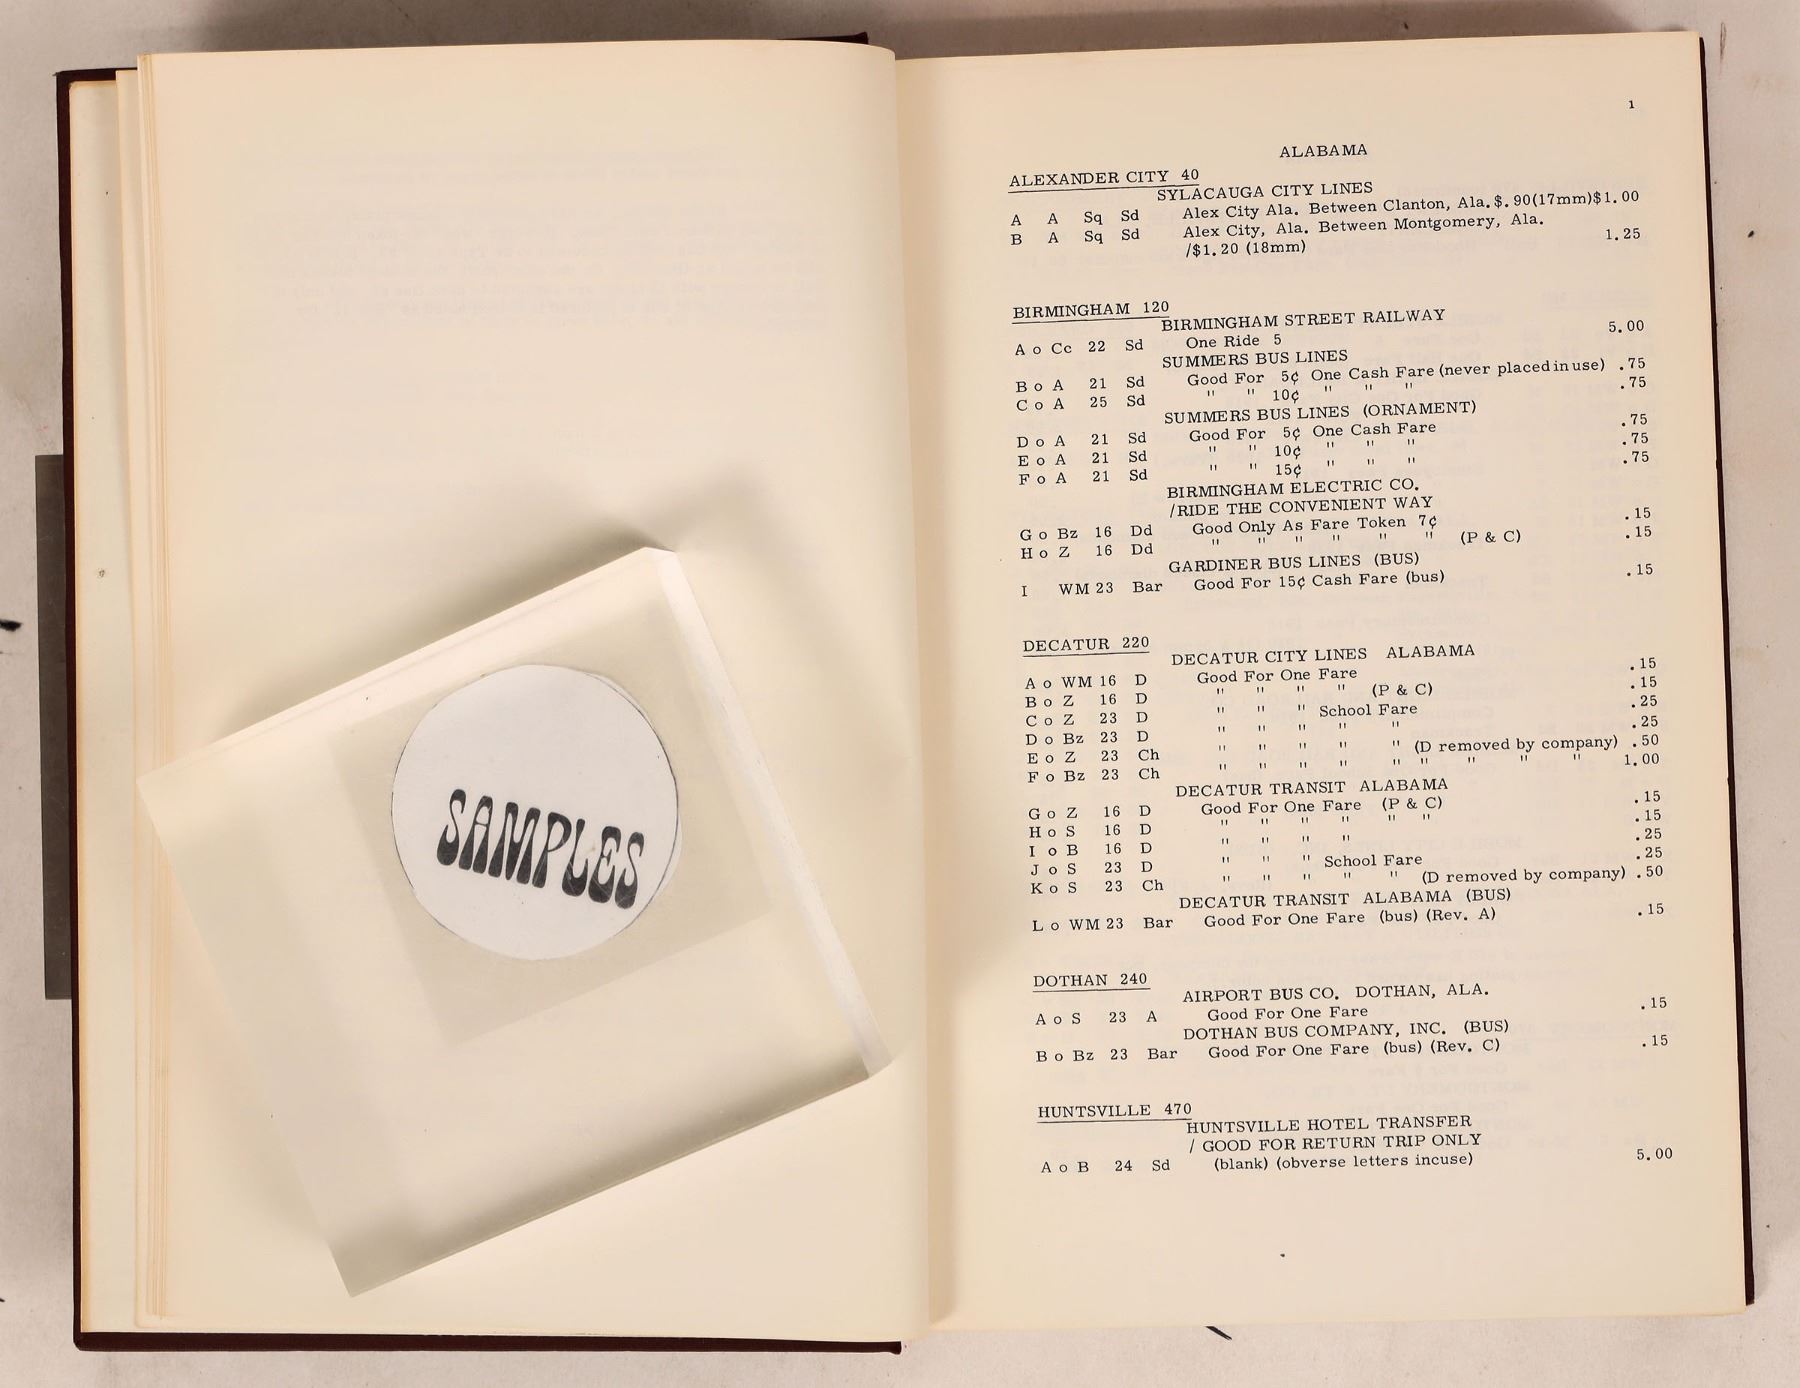 SAMPLES
1
ALABAMA
ALEXANDER CITY 40
SYLACAUGA CITY LINES
A A Sq Sd Alex City Ala. Between Clanton, Ala.$.90(17mm)$1.00
B A Sq Sd Alex City, Ala. Between Montgomery, Ala.
/$1.20 (18mm) 1.25
BIRMINGHAM 120
BIRMINGHAM STREET RAILWAY
A o Cc 22 Sd One Ride 5 5.00
SUMMERS BUS LINES
B o A 21 Sd Good For 5¢ One Cash Fare (never placed in use) .75
C o A 25 Sd " " 10¢ " " " .75
SUMMERS BUS LINES (ORNAMENT)
D o A 21 Sd Good For 5¢ One Cash Fare .75
E o A 21 Sd " " 10¢ " " " .75
F o A 21 Sd " " 15¢ " " " .75
BIRMINGHAM ELECTRIC CO.
/RIDE THE CONVENIENT WAY
G o Bz 16 Dd Good Only As Fare Token 7¢ .15
H o Z 16 Dd " " " " " " (P & C) .15
GARDINER BUS LINES (BUS)
I WM 23 Bar Good For 15¢ Cash Fare (bus) .15
DECATUR 220
DECATUR CITY LINES ALABAMA
A o WM 16 D Good For One Fare .15
B o Z 16 D " " " " (P & C) .15
C o Z 23 D " " " School Fare .25
D o Bz 23 D " " " " " .25
E o Z 23 Ch " " " " " (D removed by company) .50
F o Bz 23 Ch " " " " " " " " " 1.00
DECATUR TRANSIT ALABAMA
G o Z 16 D Good For One Fare (P & C) .15
H o S 16 D " " " " " " .15
I o B 16 D " " " " .25
J o S 23 D " " " School Fare .25
K o S 23 Ch " " " " " (D removed by company) .50
DECATUR TRANSIT ALABAMA (BUS)
L o WM 23 Bar Good For One Fare (bus) (Rev. A) .15
DOTHAN 240
AIRPORT BUS CO. DOTHAN, ALA.
A o S 23 A Good For One Fare .15
DOTHAN BUS COMPANY, INC. (BUS)
B o Bz 23 Bar Good For One Fare (bus) (Rev. C) .15
HUNTSVILLE 470
HUNTSVILLE HOTEL TRANSFER
/ GOOD FOR RETURN TRIP ONLY
A o B 24 Sd (blank) (obverse letters incuse) 5.00